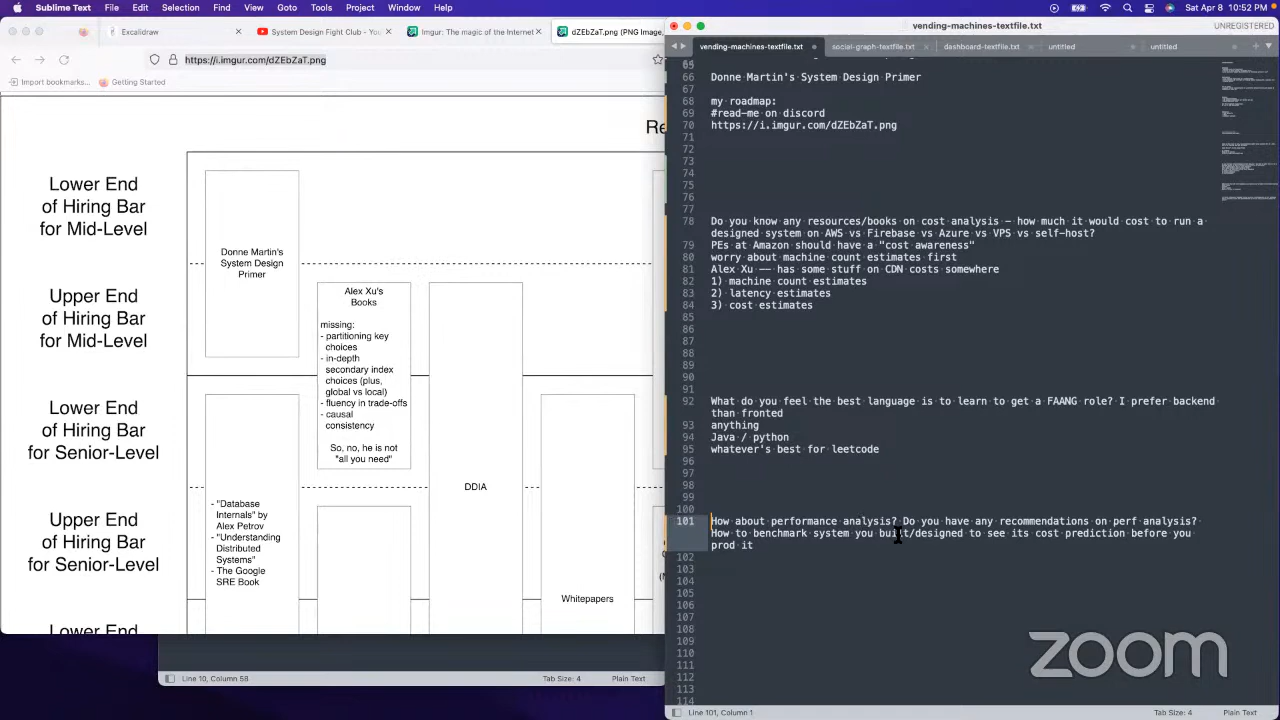 Sublime Text File Edit Selection Find View Goto Tools Project Window Help
Sat Apr 8 10:52 PM
Excalidraw
System Design Fight Club - You
Imgur: The magic of the Internet
dZEbZaT.png (PNG Image,
https://i.imgur.com/dZEbZaT.png
Import bookmarks...
Getting Started
Re
Lower End
of Hiring Bar
for Mid-Level
Upper End
of Hiring Bar
for Mid-Level
Lower End
of Hiring Bar
for Senior-Level
Upper End
of Hiring Bar
for Senior-Level
Lower End
Donne Martin's
System Design
Primer
Alex Xu's
Books
missing:
- partitioning key
choices
- in-depth
secondary index
choices (plus,
global vs local)
- fluency in trade-offs
- causal
consistency
So, no, he is not
"all you need"
- "Database
Internals" by
Alex Petrov
- "Understanding
Distributed
Systems"
- The Google
SRE Book
DDIA
Whitepapers
Line 10, Column 58
Tab Size: 4
Plain Text
vending-machines-textfile.txt
UNREGISTERED
vending-machines-textfile.txt
social-graph-textfile.txt
dashboard-textfile.txt
untitled
untitled
65
66 Donne Martin's System Design Primer
67
68 my roadmap:
69 #read-me on discord
70 https://i.imgur.com/dZEbZaT.png
71
72
73
74
75
76
77
78 Do you know any resources/books on cost analysis - how much it would cost to run a
designed system on AWS vs Firebase vs Azure vs VPS vs self-host?
79 PEs at Amazon should have a "cost awareness"
80 worry about machine count estimates first
81 Alex Xu -- has some stuff on CDN costs somewhere
82 1) machine count estimates
83 2) latency estimates
84 3) cost estimates
85
86
87
88
89
90
91
92 What do you feel the best language is to learn to get a FAANG role? I prefer backend
than fronted
93 anything
94 Java / python
95 whatever's best for leetcode
96
97
98
99
100
101 How about performance analysis? Do you have any recommendations on perf analysis?
How to benchmark system you built/designed to see its cost prediction before you
prod it
102
103
104
105
106
107
108
109
110
111
112
113
114
zoom
Line 101, Column 1
Tab Size: 4
Plain Text